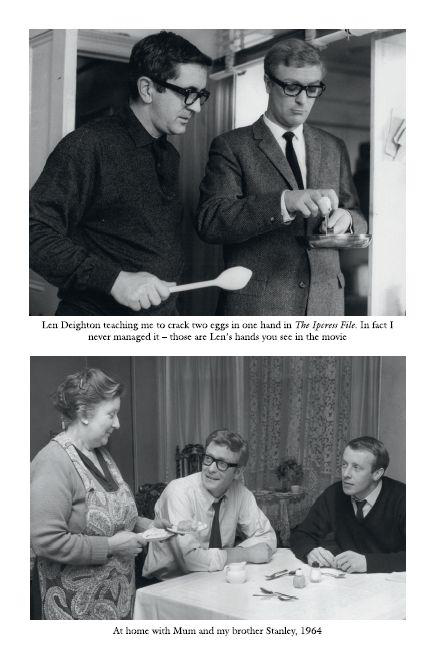 Len Deighton teaching me to crack two eggs in one hand in The Ipcress File. In fact I
never managed it – those are Len's hands you see in the movie
At home with Mum and my brother Stanley, 1964